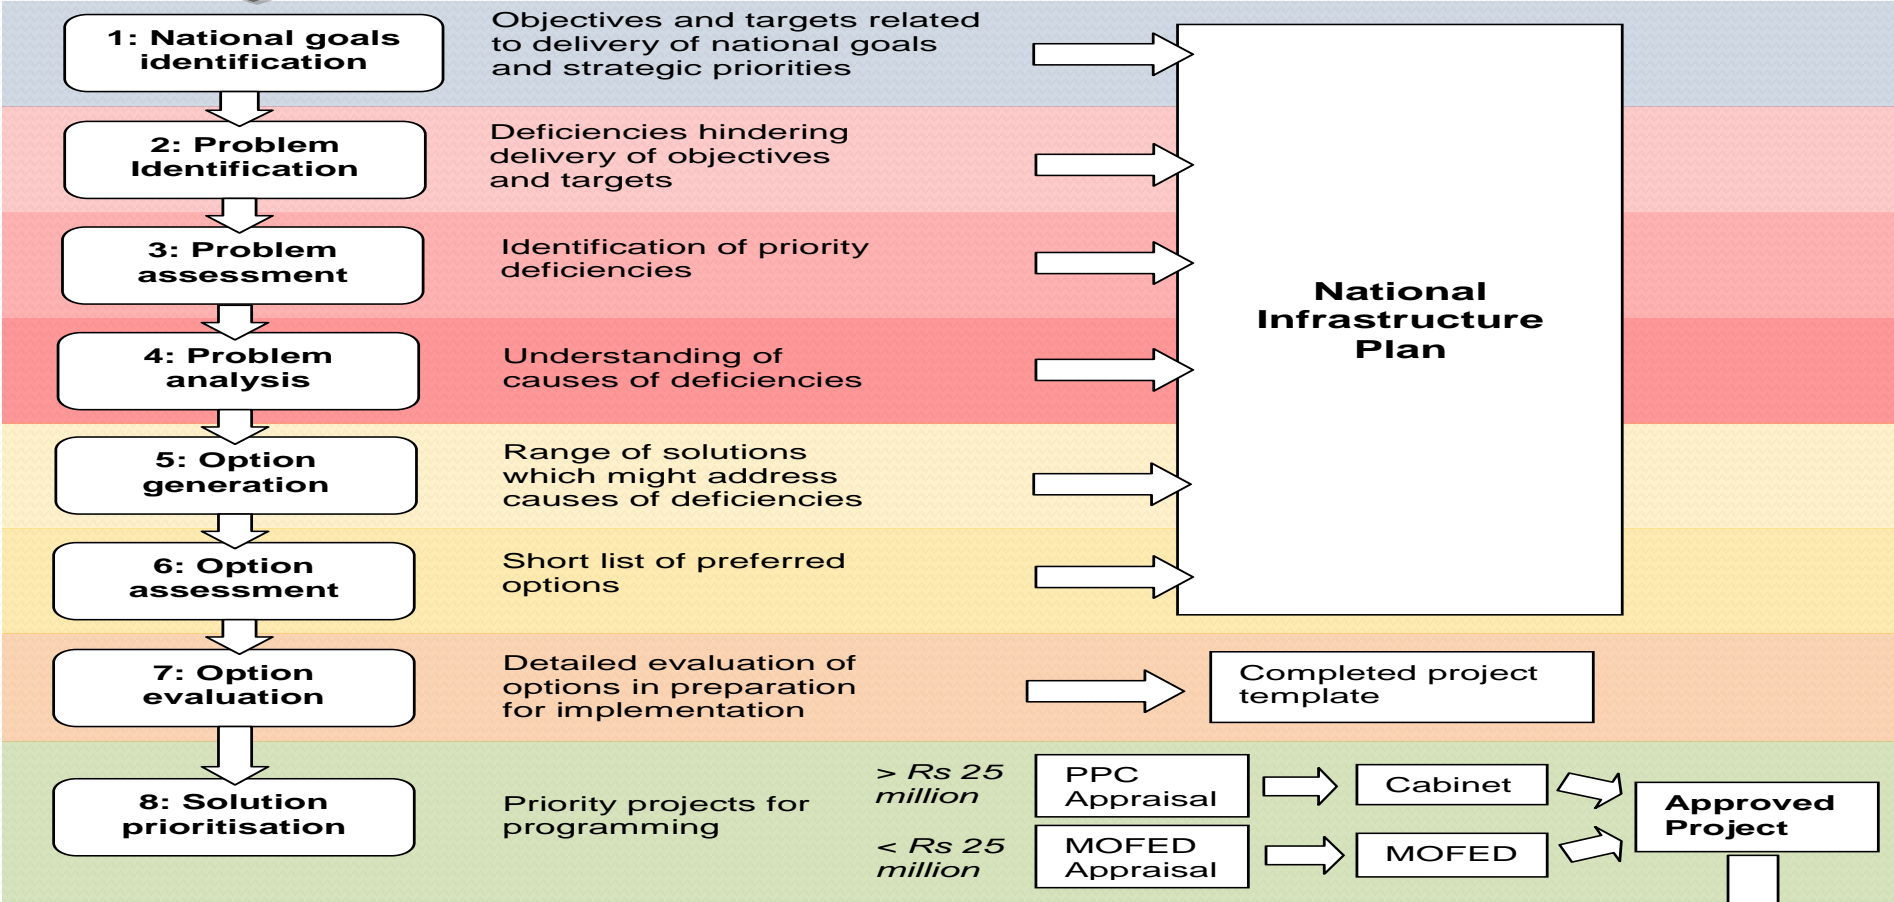 1: National goals
identification
Objectives and targets related
to delivery of national goals
and strategic priorities
2: Problem
Identification
Deficiencies hindering
delivery of objectives
and targets
3: Problem
assessment
Identification of priority
deficiencies
4: Problem
analysis
Understanding of
causes of deficiencies
5: Option
generation
Range of solutions
which might address
causes of deficiencies
6: Option
assessment
Short list of preferred
options
National
Infrastructure
Plan
7: Option
evaluation
Detailed evaluation of
options in preparation
for implementation
Completed project
template
8: Solution
prioritisation
Priority projects for
programming
> Rs 25
million
PPC
Appraisal
Cabinet
< Rs 25
million
MOFED
Appraisal
MOFED
Approved
Project